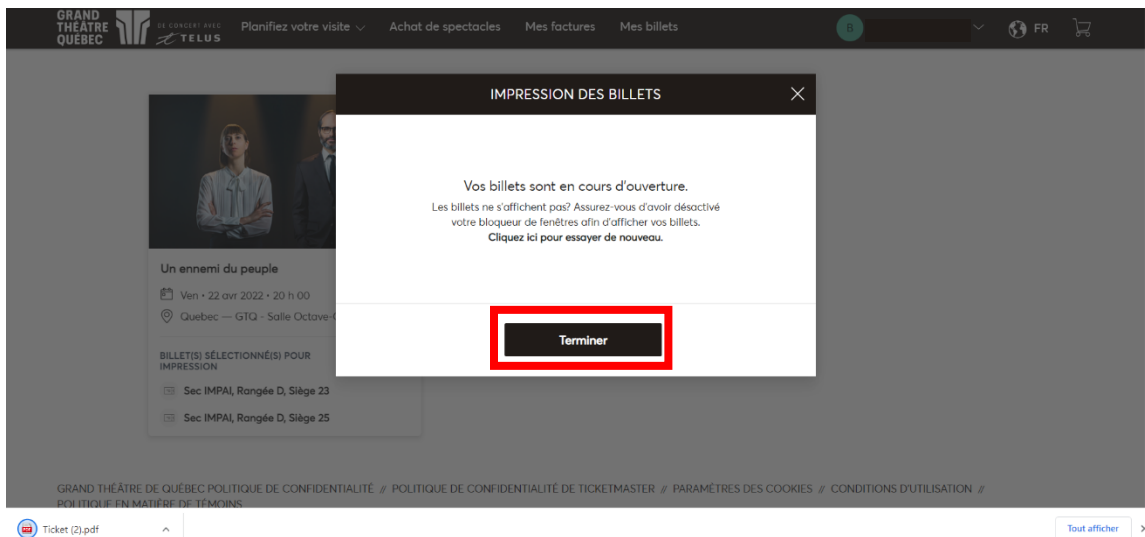 GRAND
THÉÂTRE
QUÉBEC
DE CONCERT AVEC
TELUS
Planifiez votre visite
Achat de spectacles
Mes factures
Mes billets
B
FR
IMPRESSION DES BILLETS
Vos billets sont en cours d'ouverture.
Les billets ne s'affichent pas? Assurez-vous d'avoir désactivé
votre bloqueur de fenêtres afin d'afficher vos billets.
Cliquez ici pour essayer de nouveau.
Terminer
Un ennemi du peuple
Ven • 22 avr 2022 • 20 h 00
Quebec — GTQ - Salle Octave-
BILLET(S) SÉLECTIONNÉ(S) POUR
IMPRESSION
Sec IMPAI, Rangée D, Siège 23
Sec IMPAI, Rangée D, Siège 25
GRAND THÉÂTRE DE QUÉBEC POLITIQUE DE CONFIDENTIALITÉ // POLITIQUE DE CONFIDENTIALITÉ DE TICKETMASTER // PARAMÈTRES DES COOKIES // CONDITIONS D'UTILISATION //
POLITIQUE EN MATIÈRE DE TÉMOINS
Ticket (2).pdf
Tout afficher